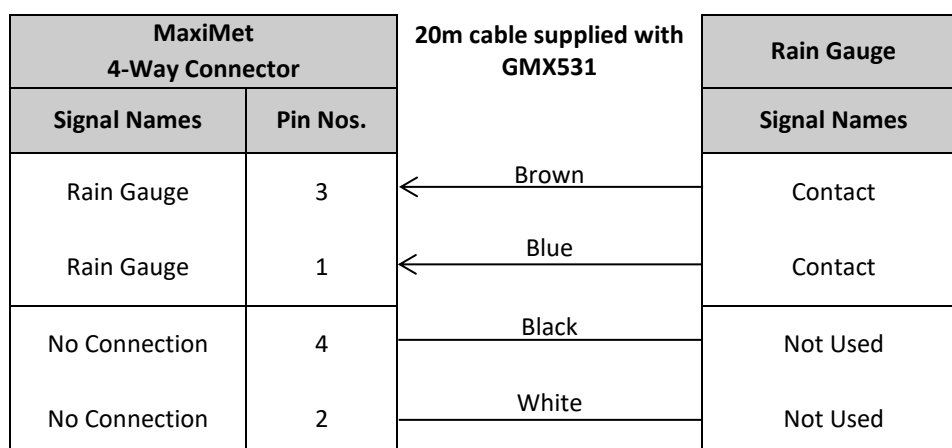 MaxiMet
4-Way Connector
20m cable supplied with
GMX531
Rain Gauge
Signal Names Pin Nos. Signal Names
Rain Gauge 3 Brown Contact
Rain Gauge 1 Blue Contact
No Connection 4 Black Not Used
No Connection 2 White Not Used